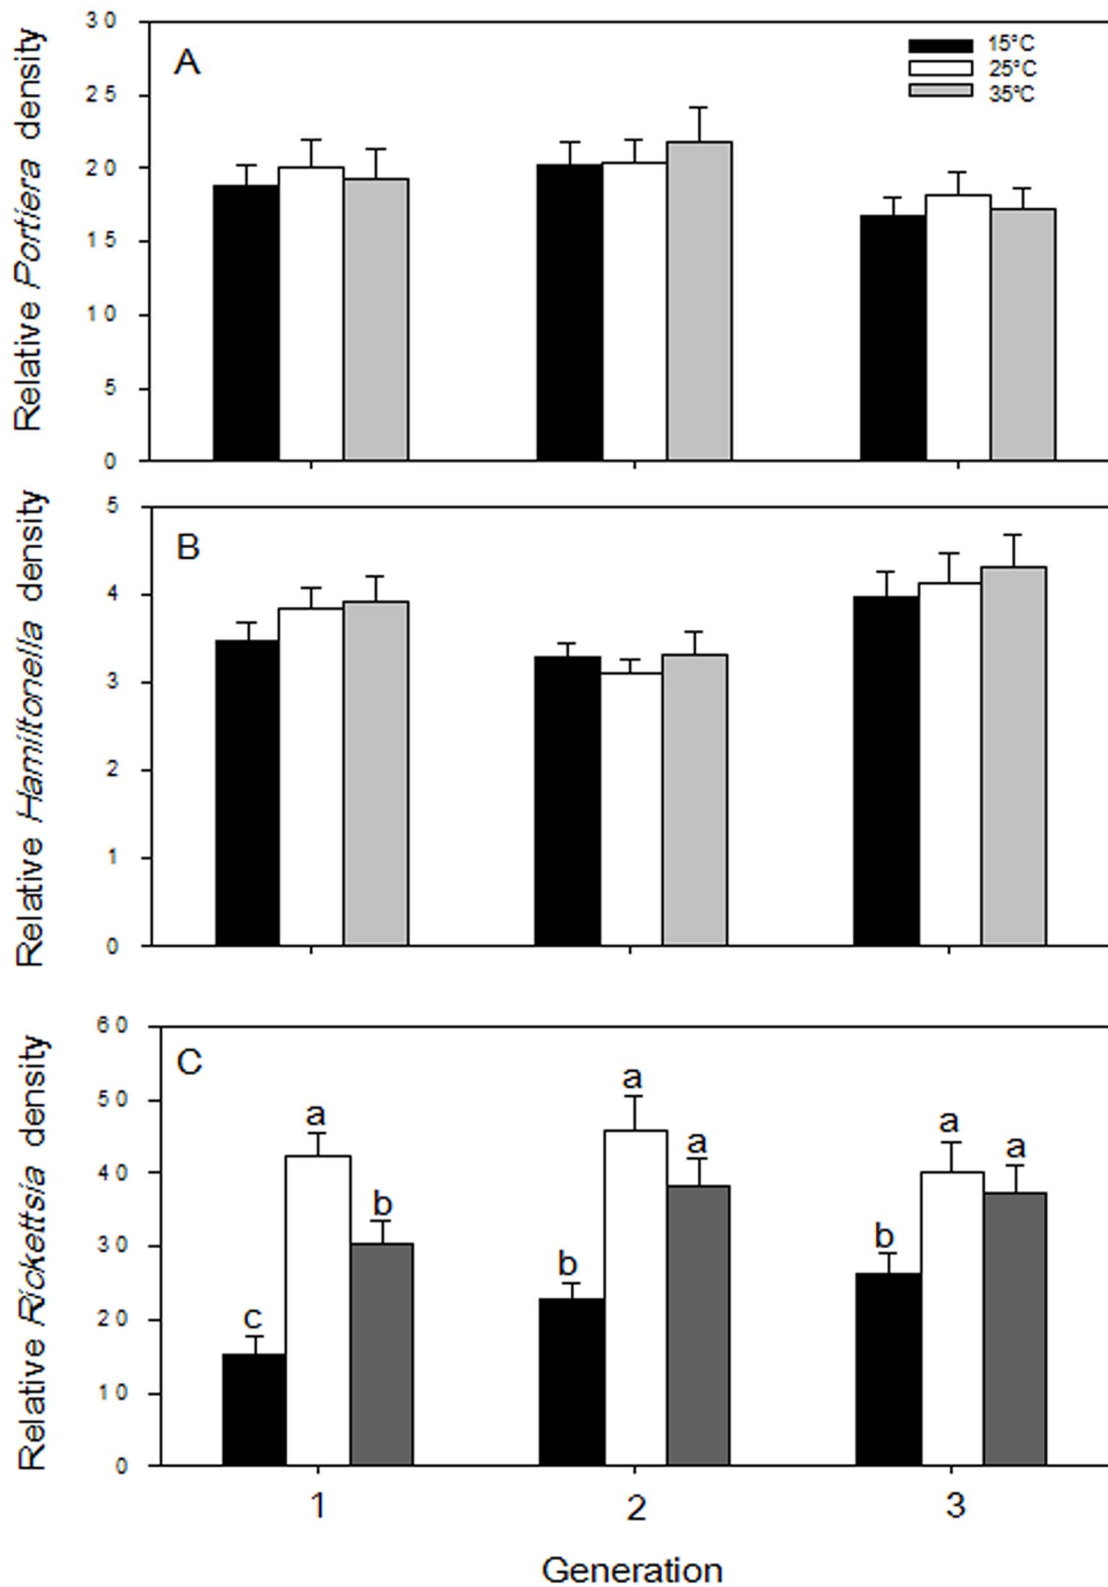 Relative Portiera density
30
25
20
15
10
5
0
A
15°C
25°C
35°C
Relative Hamiltonella density
5
4
3
2
1
0
B
Relative Rickettsia density
60
50
40
30
20
10
0
C
c
a
b
b
a
a
b
a
a
1
2
3
Generation